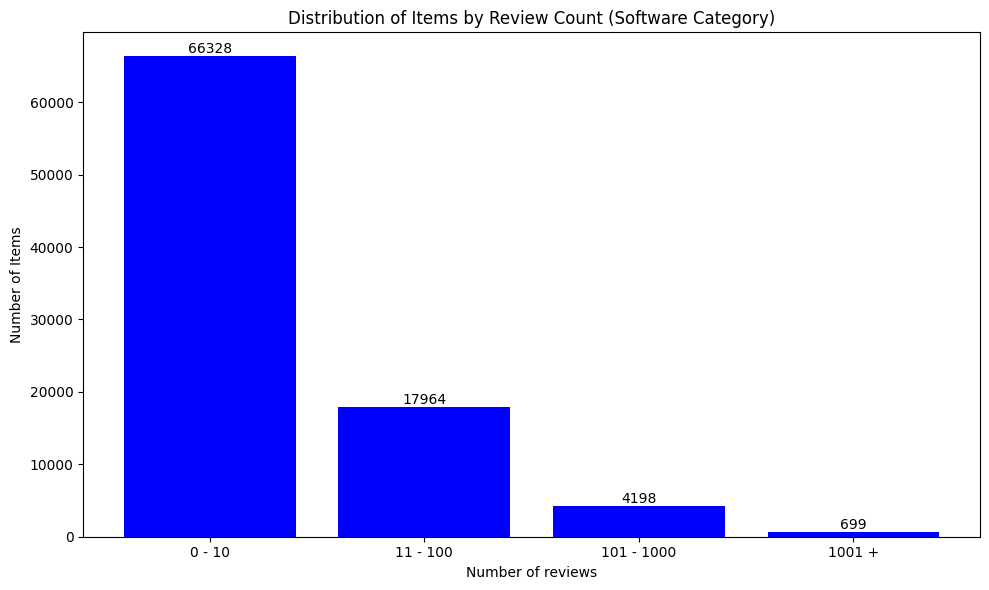 Distribution of Items by Review Count (Software Category)
Number of Items
60000
50000
40000
30000
20000
10000
0
66328
17964
4198
699
0 - 10
11 - 100
101 - 1000
1001 +
Number of reviews